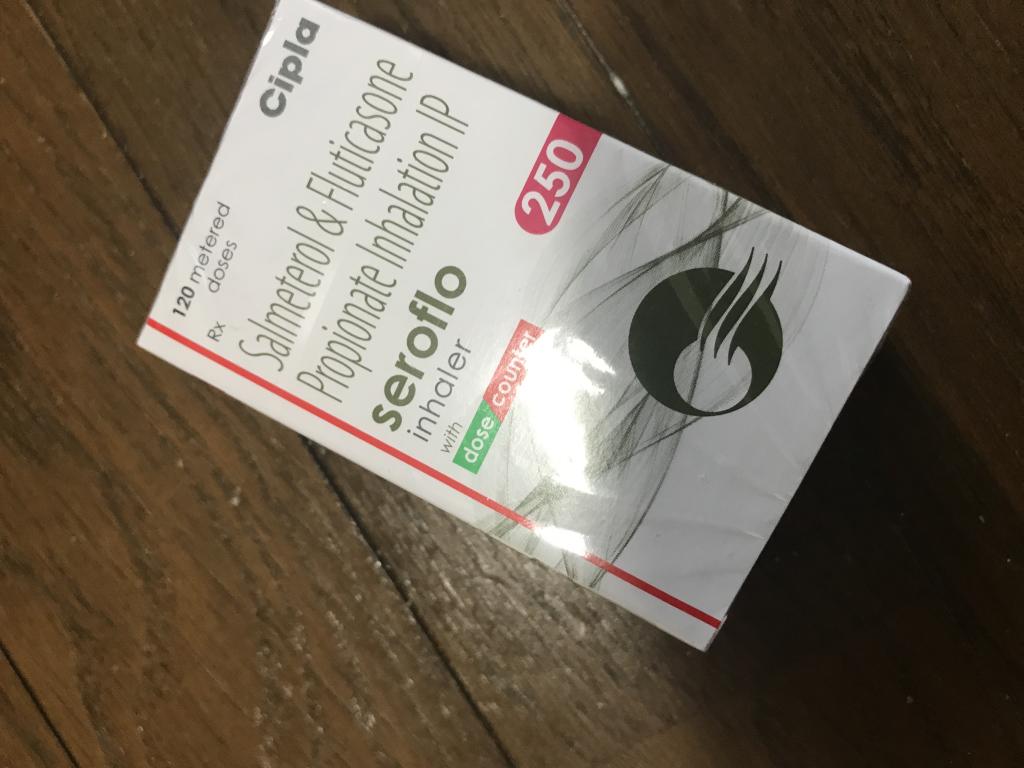 120 metered
doses
Cipla
Rx
Salmeterol & Fluticasone
Propionate Inhalation IP
seroflo
inhaler
250
with
dose counter